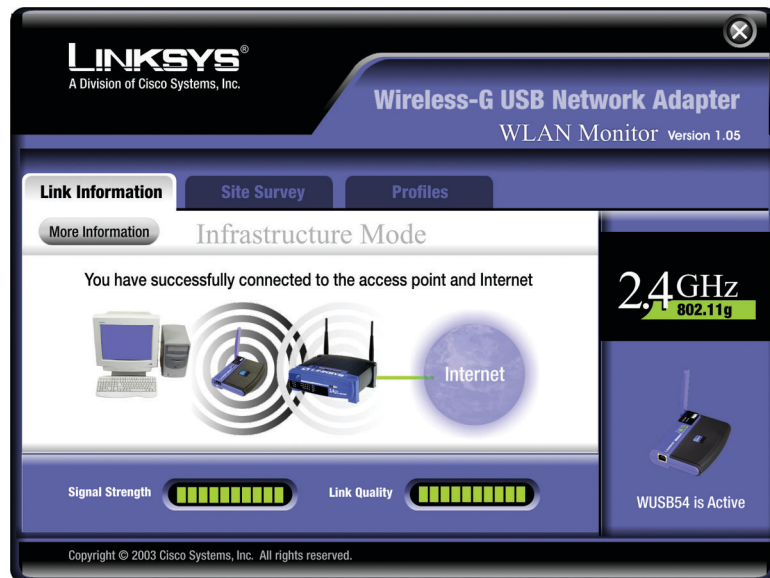 LINKSYS®
A Division of Cisco Systems, Inc.
Wireless-G USB Network Adapter
WLAN Monitor Version 1.05
Link Information
Site Survey
Profiles
More Information
Infrastructure Mode
You have successfully connected to the access point and Internet
Internet
2.4GHz
802.11g
Signal Strength
Link Quality
WUSB54 is Active
Copyright © 2003 Cisco Systems, Inc. All rights reserved.